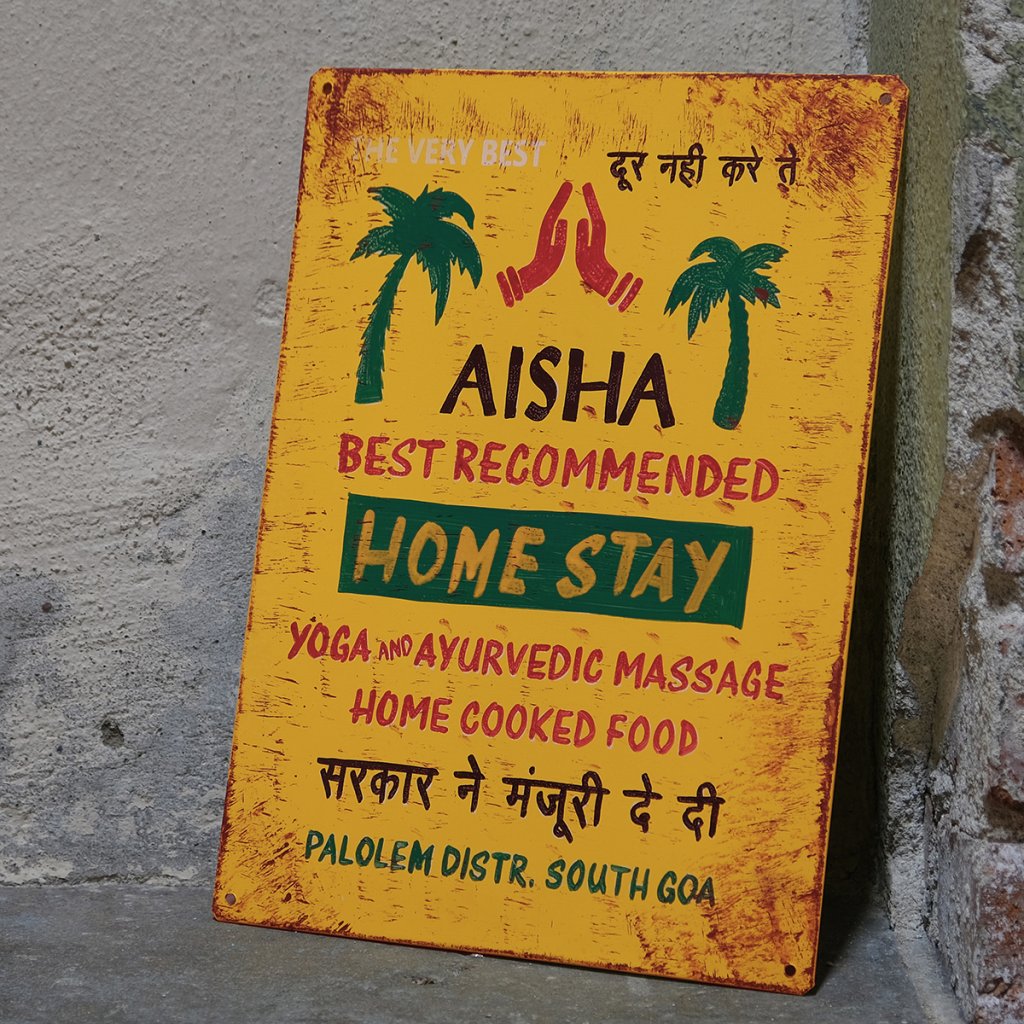 THE VERY BEST
दूर नही करे ते
AISHA
BEST RECOMMENDED
HOME STAY
YOGA AND AYURVEDIC MASSAGE
HOME COOKED FOOD
सरकार ने मंजूरी दे दी
PALOLEM DISTR. SOUTH GOA